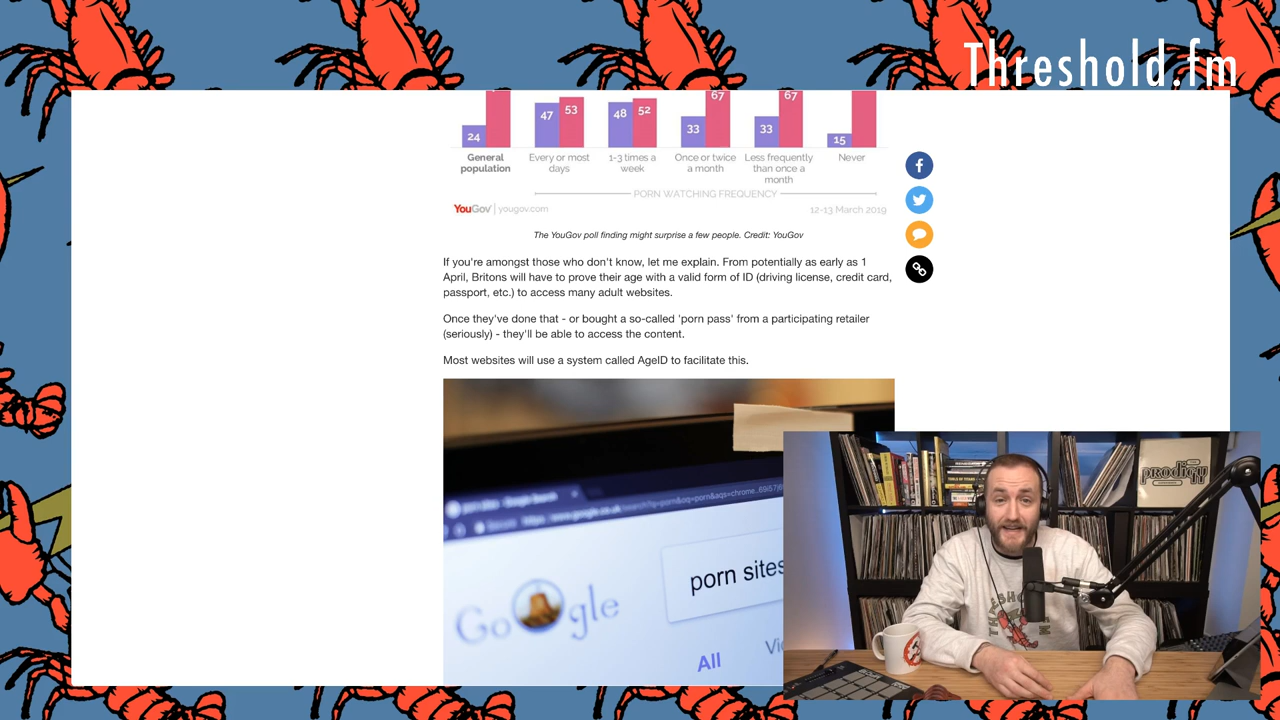 Threshold.fm
67
67
53
52
47
48
33
33
24
15
General
population
Every or most
days
1-3 times a
week
Once or twice
a month
Less frequently
than once a
month
Never
PORN WATCHING FREQUENCY
YouGov | yougov.com
12-13 March 2019
The YouGov poll finding might surprise a few people. Credit: YouGov
If you're amongst those who don't know, let me explain. From potentially as early as 1
April, Britons will have to prove their age with a valid form of ID (driving license, credit card,
passport, etc.) to access many adult websites.
Once they've done that - or bought a so-called 'porn pass' from a participating retailer
(seriously) - they'll be able to access the content.
Most websites will use a system called AgeID to facilitate this.
Google
porn sites
All
prodigy